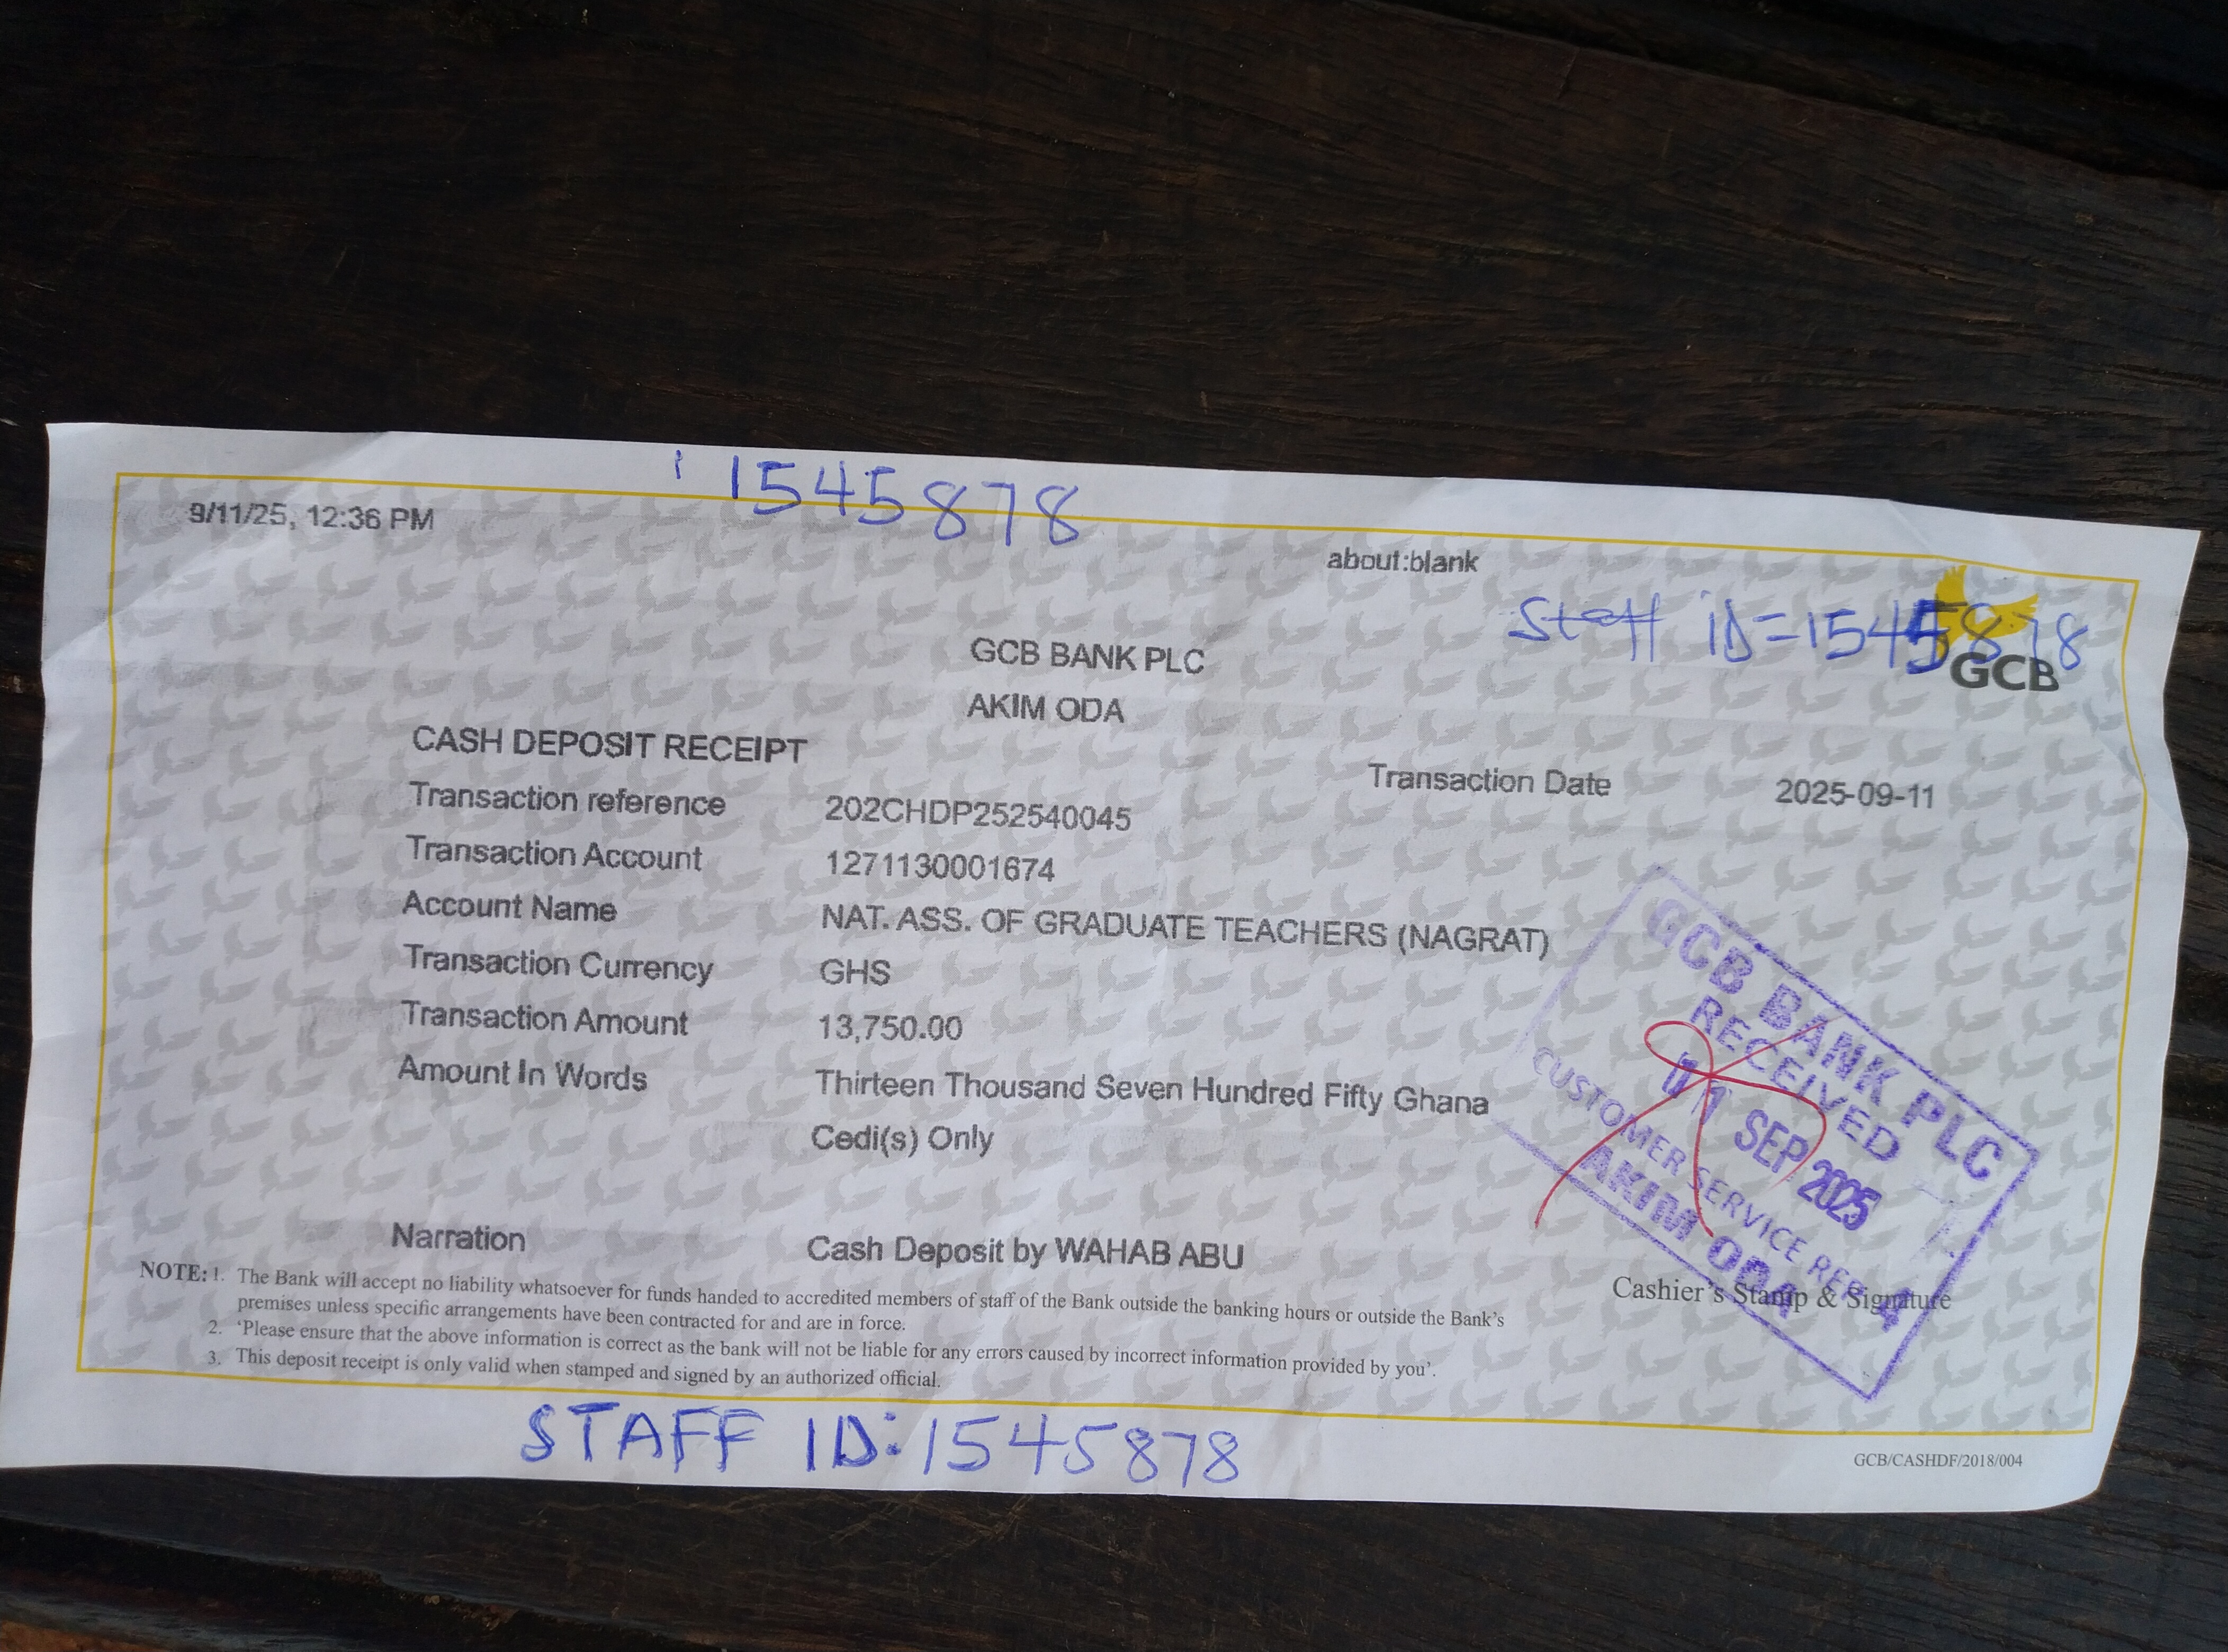 1545878
9/11/25, 12:36 PM
about:blank
Staff iD=1545878
GCB
GCB BANK PLC
AKIM ODA
CASH DEPOSIT RECEIPT
Transaction Date 2025-09-11
Transaction reference 202CHDP252540045
Transaction Account 1271130001674
Account Name NAT. ASS. OF GRADUATE TEACHERS (NAGRAT)
Transaction Currency GHS
Transaction Amount 13,750.00
Amount In Words Thirteen Thousand Seven Hundred Fifty Ghana
Cedi(s) Only
GCB BANK PLC
RECEIVED
SEP 2025
CUSTOMER SERVICE REP 4
AKIM ODA
Narration Cash Deposit by WAHAB ABU
Cashier's Stamp & Signature
NOTE: 1. The Bank will accept no liability whatsoever for funds handed to accredited members of staff of the Bank outside the banking hours or outside the Bank's
premises unless specific arrangements have been contracted for and are in force.
2. 'Please ensure that the above information is correct as the bank will not be liable for any errors caused by incorrect information provided by you'.
3. This deposit receipt is only valid when stamped and signed by an authorized official.
STAFF ID: 1545878
GCB/CASHDF/2018/004